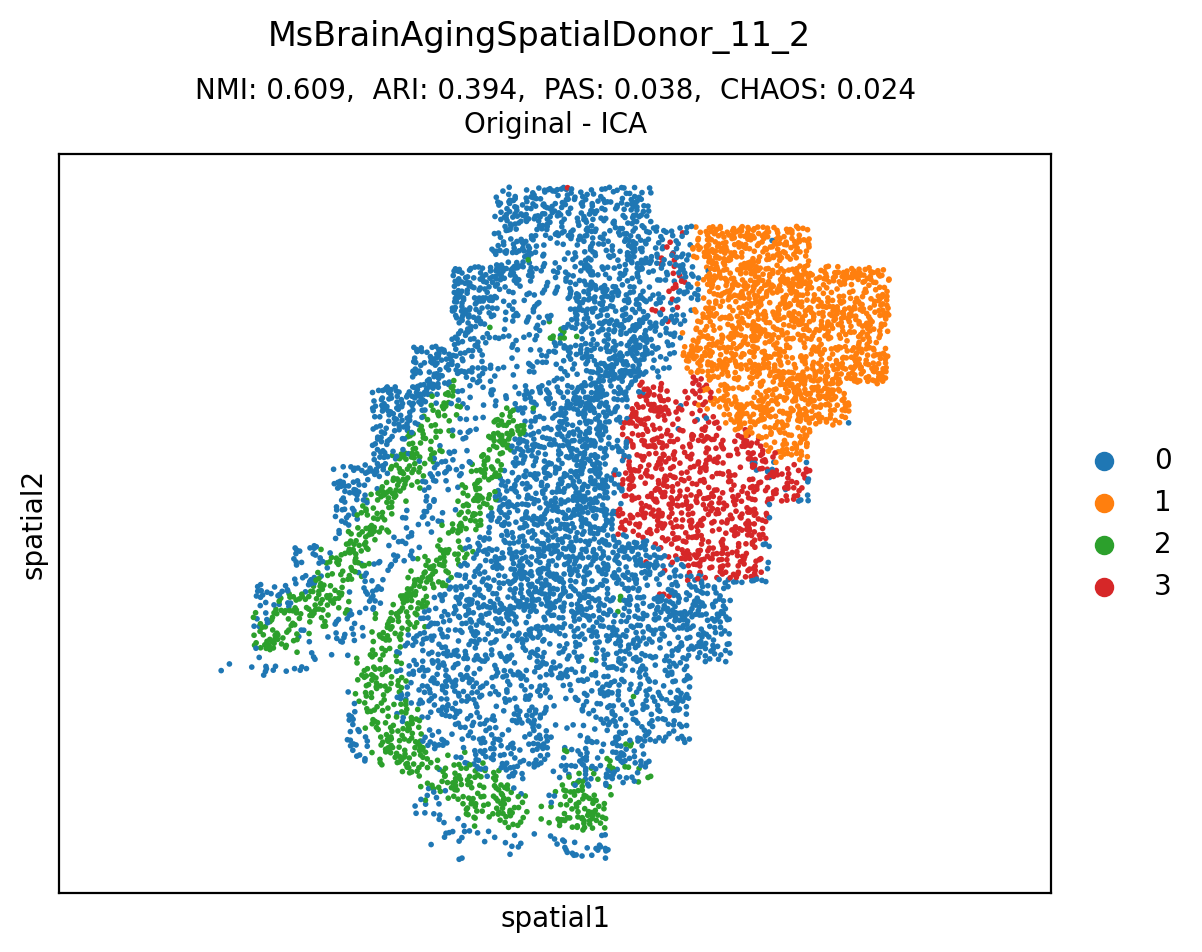 MsBrainAgingSpatialDonor_11_2
NMI: 0.609,  ARI: 0.394,  PAS: 0.038,  CHAOS: 0.024
Original - ICA
spatial2
0
1
2
3
spatial1